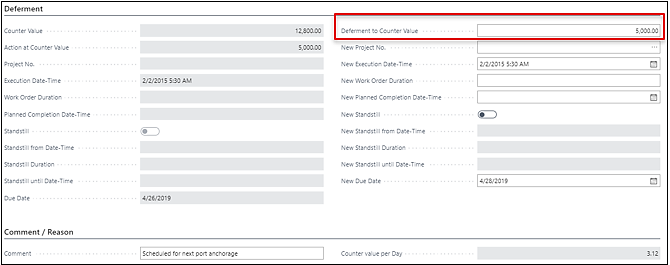 Deferment
Counter Value 12,800.00 Deferment to Counter Value 5,000.00
Action at Counter Value 5,000.00 New Project No. ...
Project No. New Execution Date-Time 2/2/2015 5:30 AM
Execution Date-Time 2/2/2015 5:30 AM New Work Order Duration
Work Order Duration New Planned Completion Date-Time
Planned Completion Date-Time New Standstill
Standstill New Standstill from Date-Time
Standstill from Date-Time New Standstill Duration
Standstill Duration New Standstill until Date-Time
Standstill until Date-Time New Due Date 4/28/2019
Due Date 4/26/2019
Comment / Reason
Comment Scheduled for next port anchorage Counter value per Day 3.12